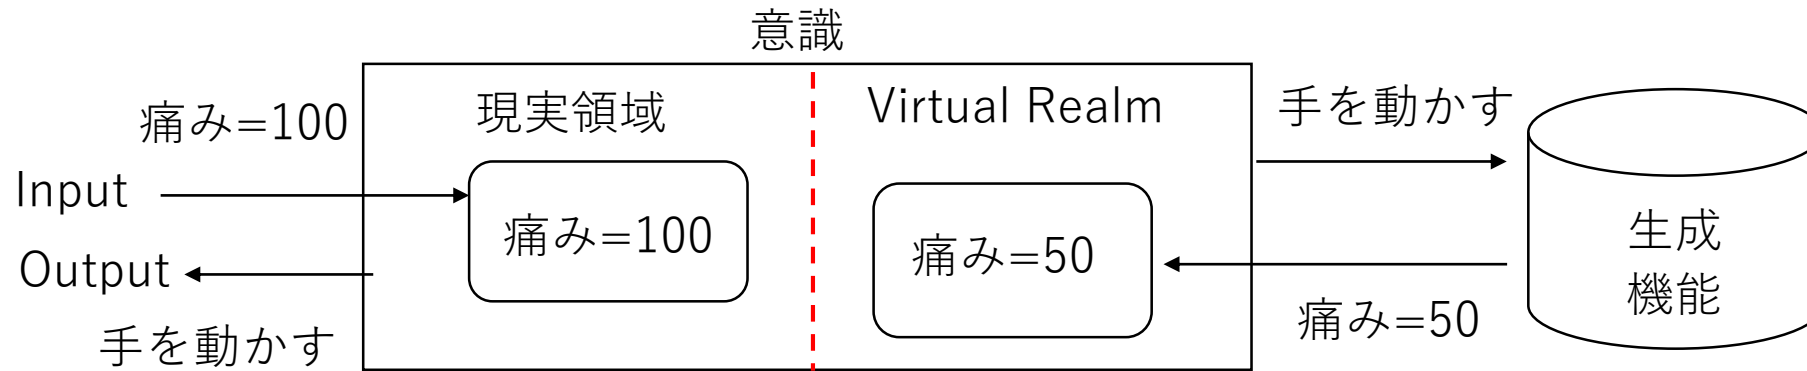 意識
痛み=100
現実領域
Virtual Realm
手を動かす
Input
痛み=100
痛み=50
生成
機能
Output
手を動かす
痛み=50